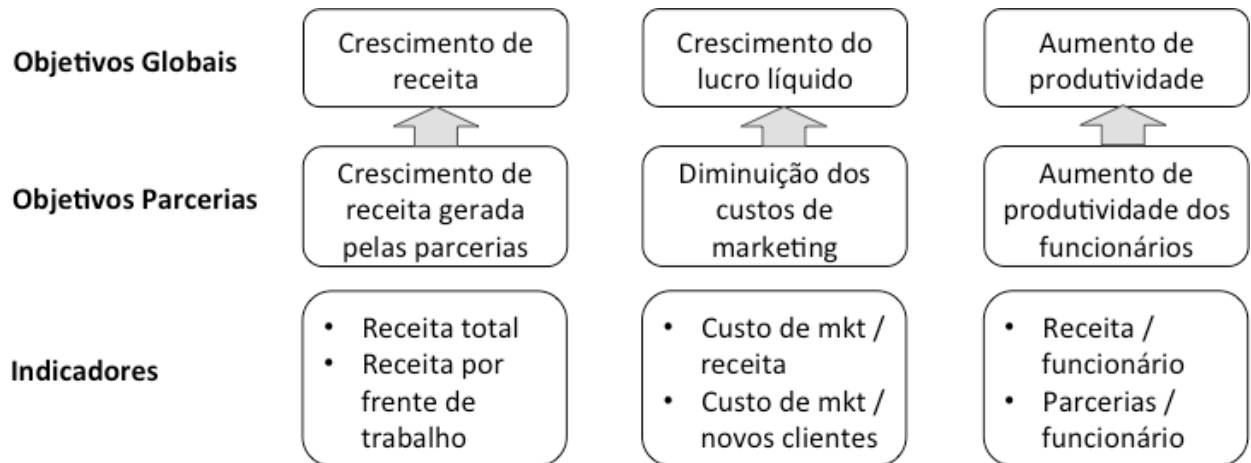 Objetivos Globais
Crescimento de
receita
Crescimento do
lucro líquido
Aumento de
produtividade
Objetivos Parcerias
Crescimento de
receita gerada
pelas parcerias
Diminuição dos
custos de
marketing
Aumento de
produtividade dos
funcionários
Indicadores
• Receita total
• Receita por
frente de
trabalho
• Custo de mkt /
receita
• Custo de mkt /
novos clientes
• Receita /
funcionário
• Parcerias /
funcionário